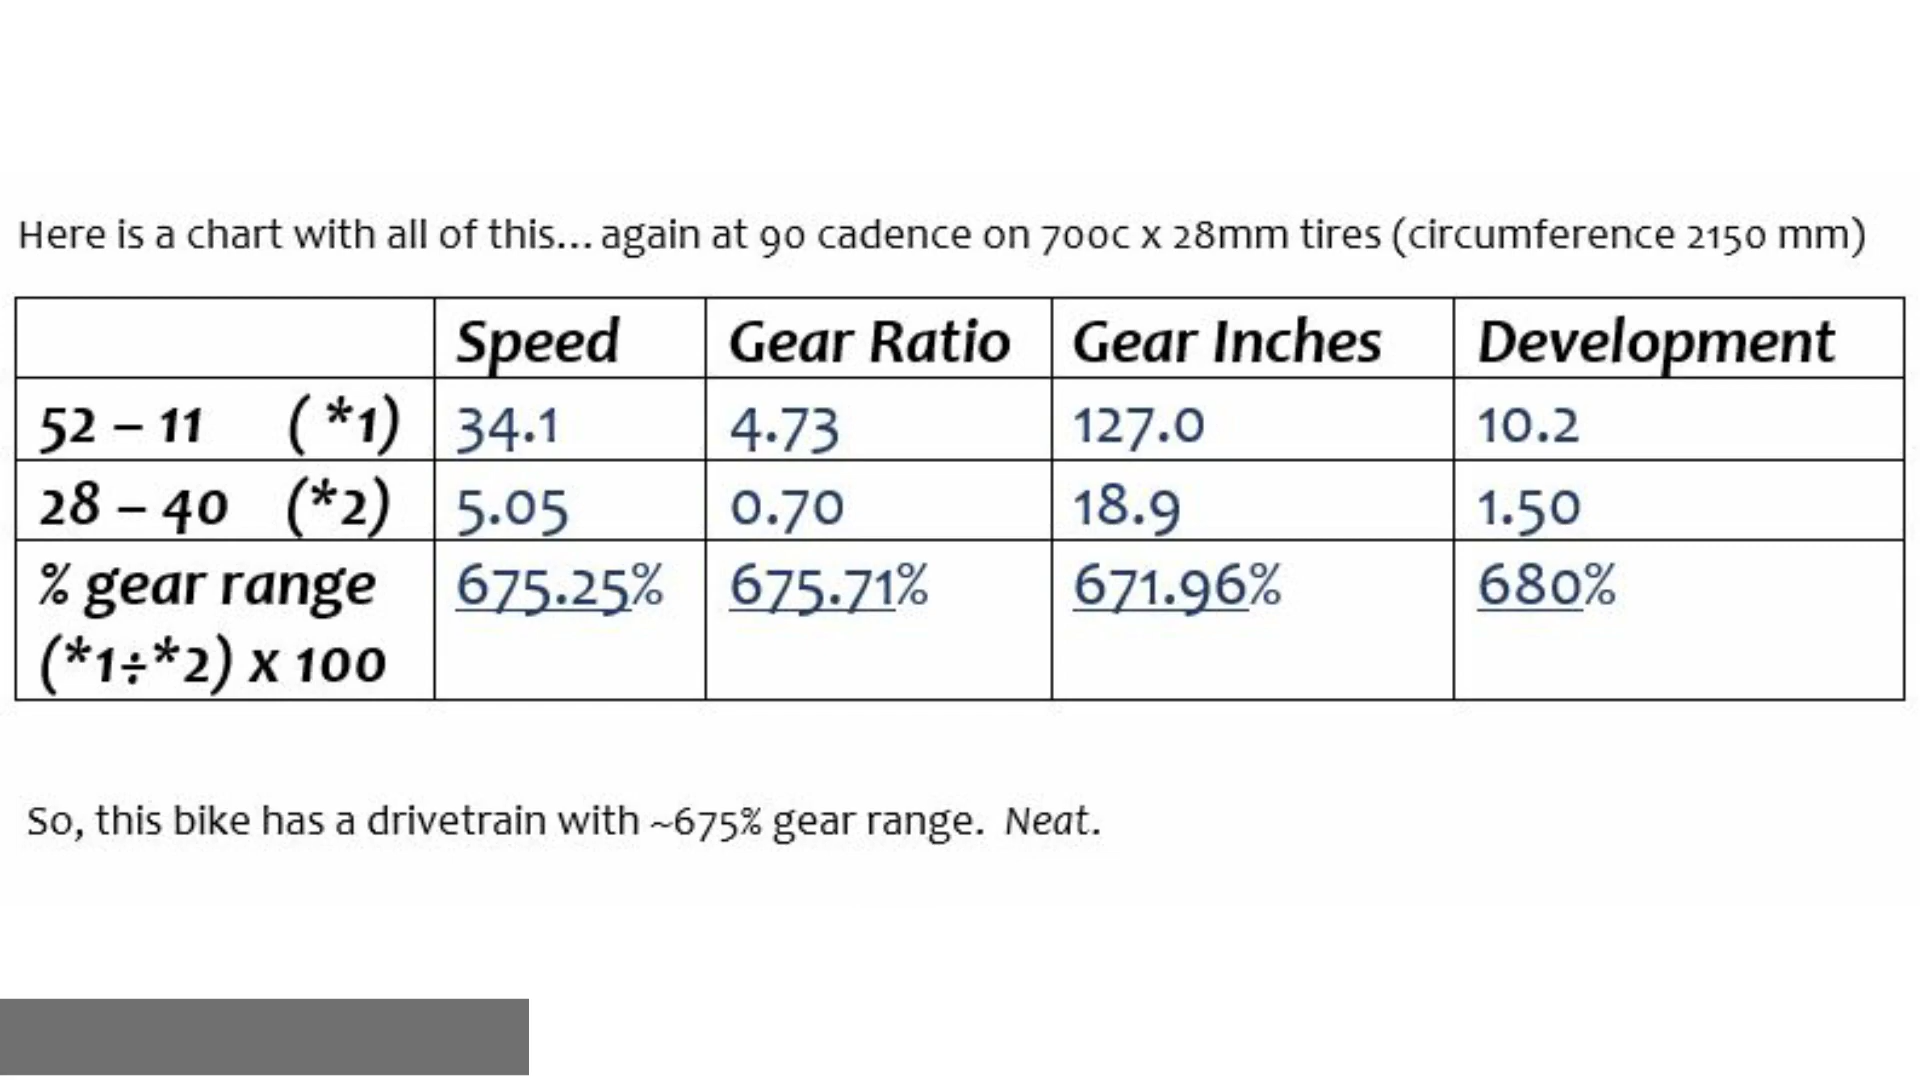 Here is a chart with all of this... again at 90 cadence on 700c x 28mm tires (circumference 2150 mm)
Speed Gear Ratio Gear Inches Development
52 – 11 ( *1) 34.1 4.73 127.0 10.2
28 – 40 (*2) 5.05 0.70 18.9 1.50
% gear range 675.25% 675.71% 671.96% 680%
(*1÷*2) x 100
So, this bike has a drivetrain with ~675% gear range. Neat.